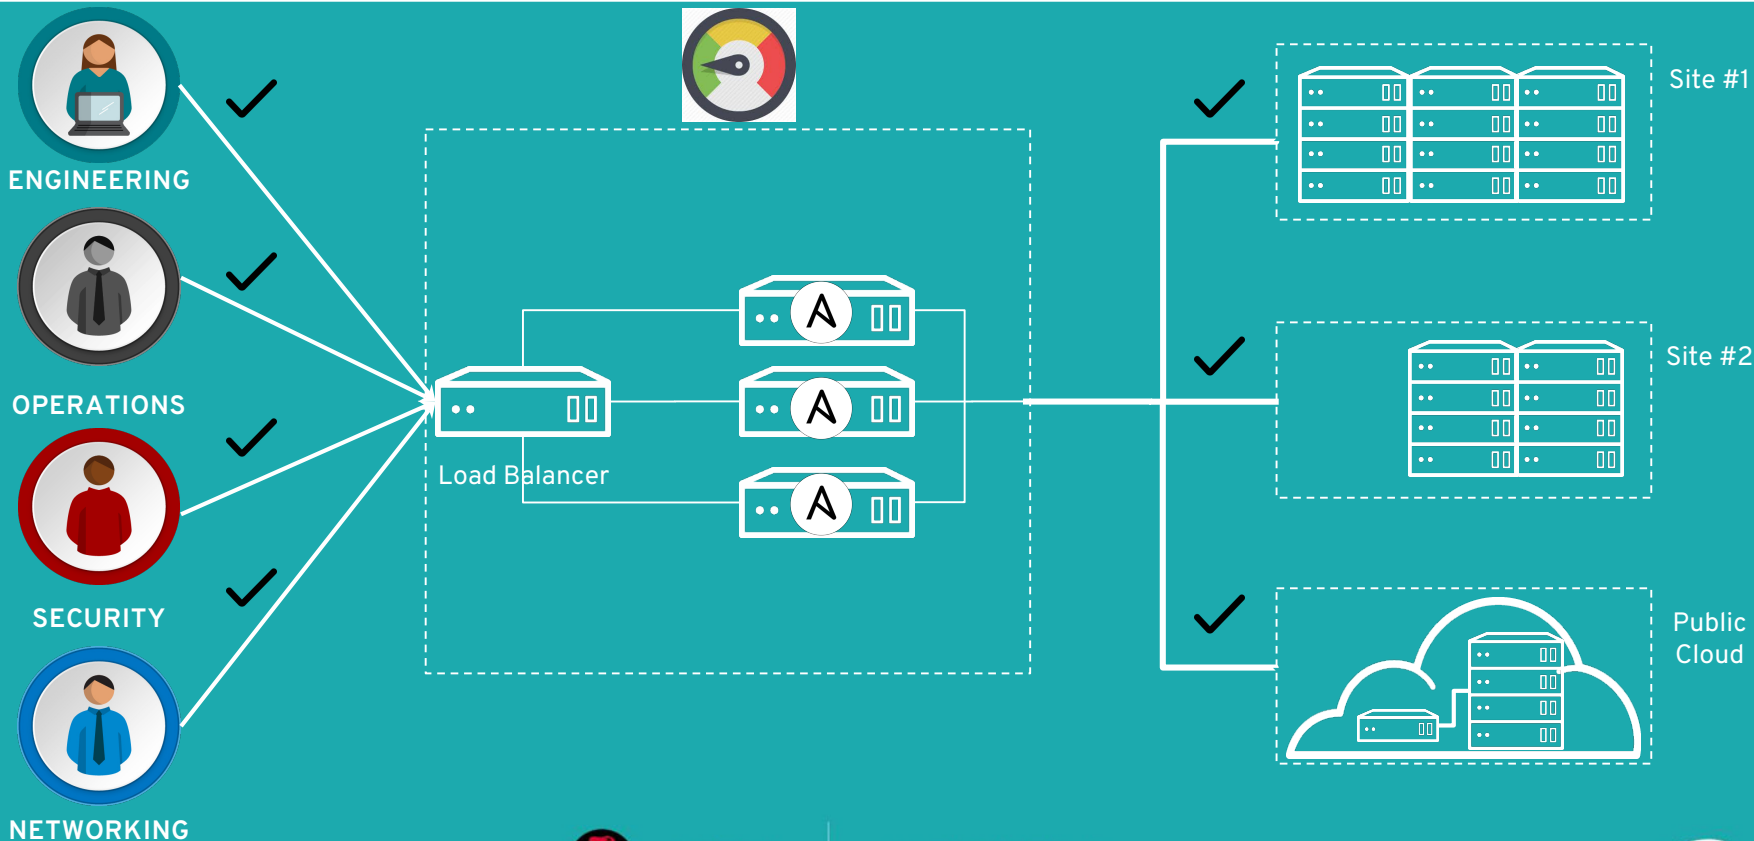 ENGINEERING
OPERATIONS
SECURITY
NETWORKING
Load Balancer
Site #1
Site #2
Public
Cloud